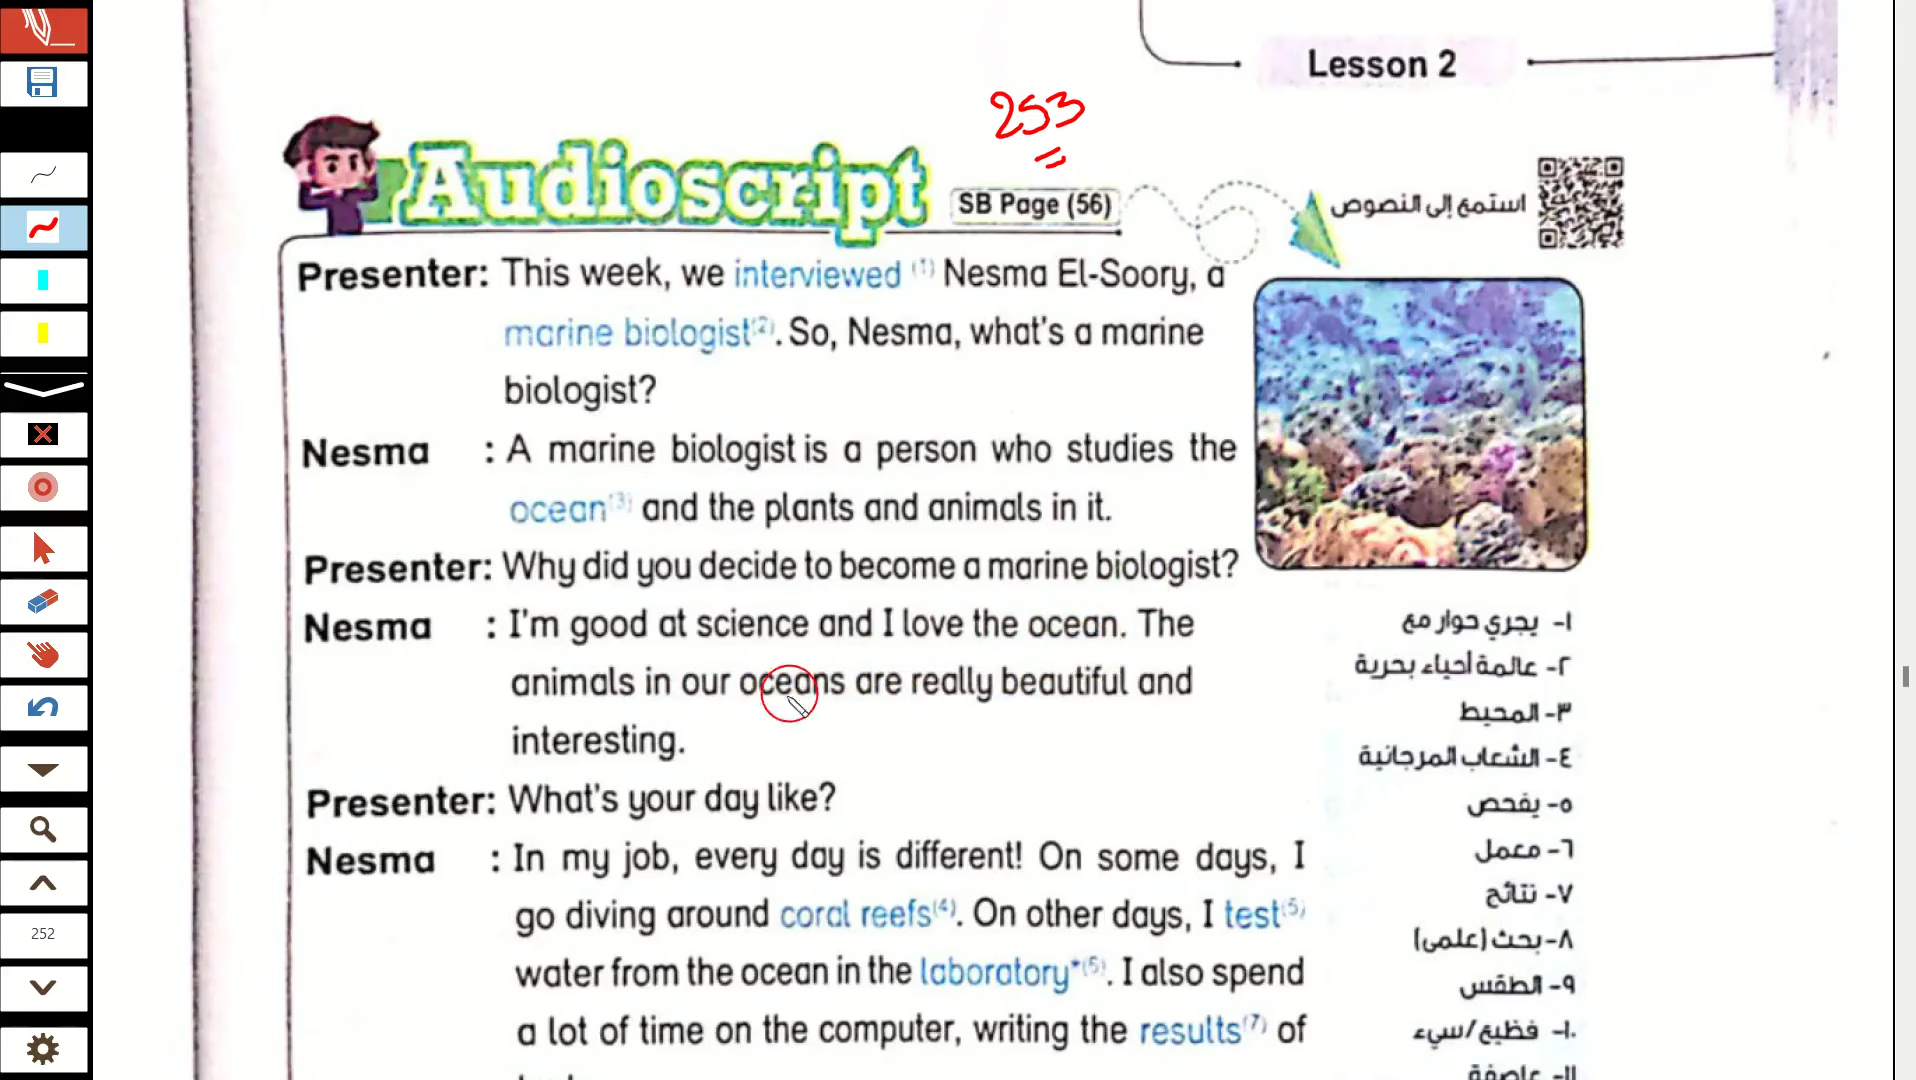 Lesson 2
253
Audioscript
SB Page (56)
استمع إلى النصوص
Presenter: This week, we interviewed (1) Nesma El-Soory, a
marine biologist(2). So, Nesma, what's a marine
biologist?
Nesma : A marine biologist is a person who studies the
ocean(3) and the plants and animals in it.
Presenter: Why did you decide to become a marine biologist?
Nesma : I'm good at science and I love the ocean. The
animals in our oceans are really beautiful and
interesting.
Presenter: What's your day like?
Nesma : In my job, every day is different! On some days, I
go diving around coral reefs(4). On other days, I test(5)
water from the ocean in the laboratory*(6). I also spend
a lot of time on the computer, writing the results(7) of
١- يجري حوار مع
٢- عالمة أحياء بحرية
٣- المحيط
٤- الشعاب المرجانية
٥- يفحص
٦- معمل
٧- نتائج
٨- بحث (علمي)
٩- الطقس
١٠- فظيع/سيء
١١- عاصفة
252